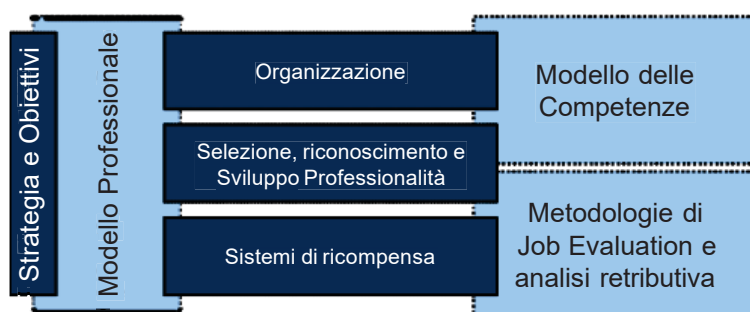 Strategia e Obiettivi
Modello Professionale
Organizzazione
Selezione, riconoscimento e
Sviluppo Professionalità
Sistemi di ricompensa
Modello delle
Competenze
Metodologie di
Job Evaluation e
analisi retributiva